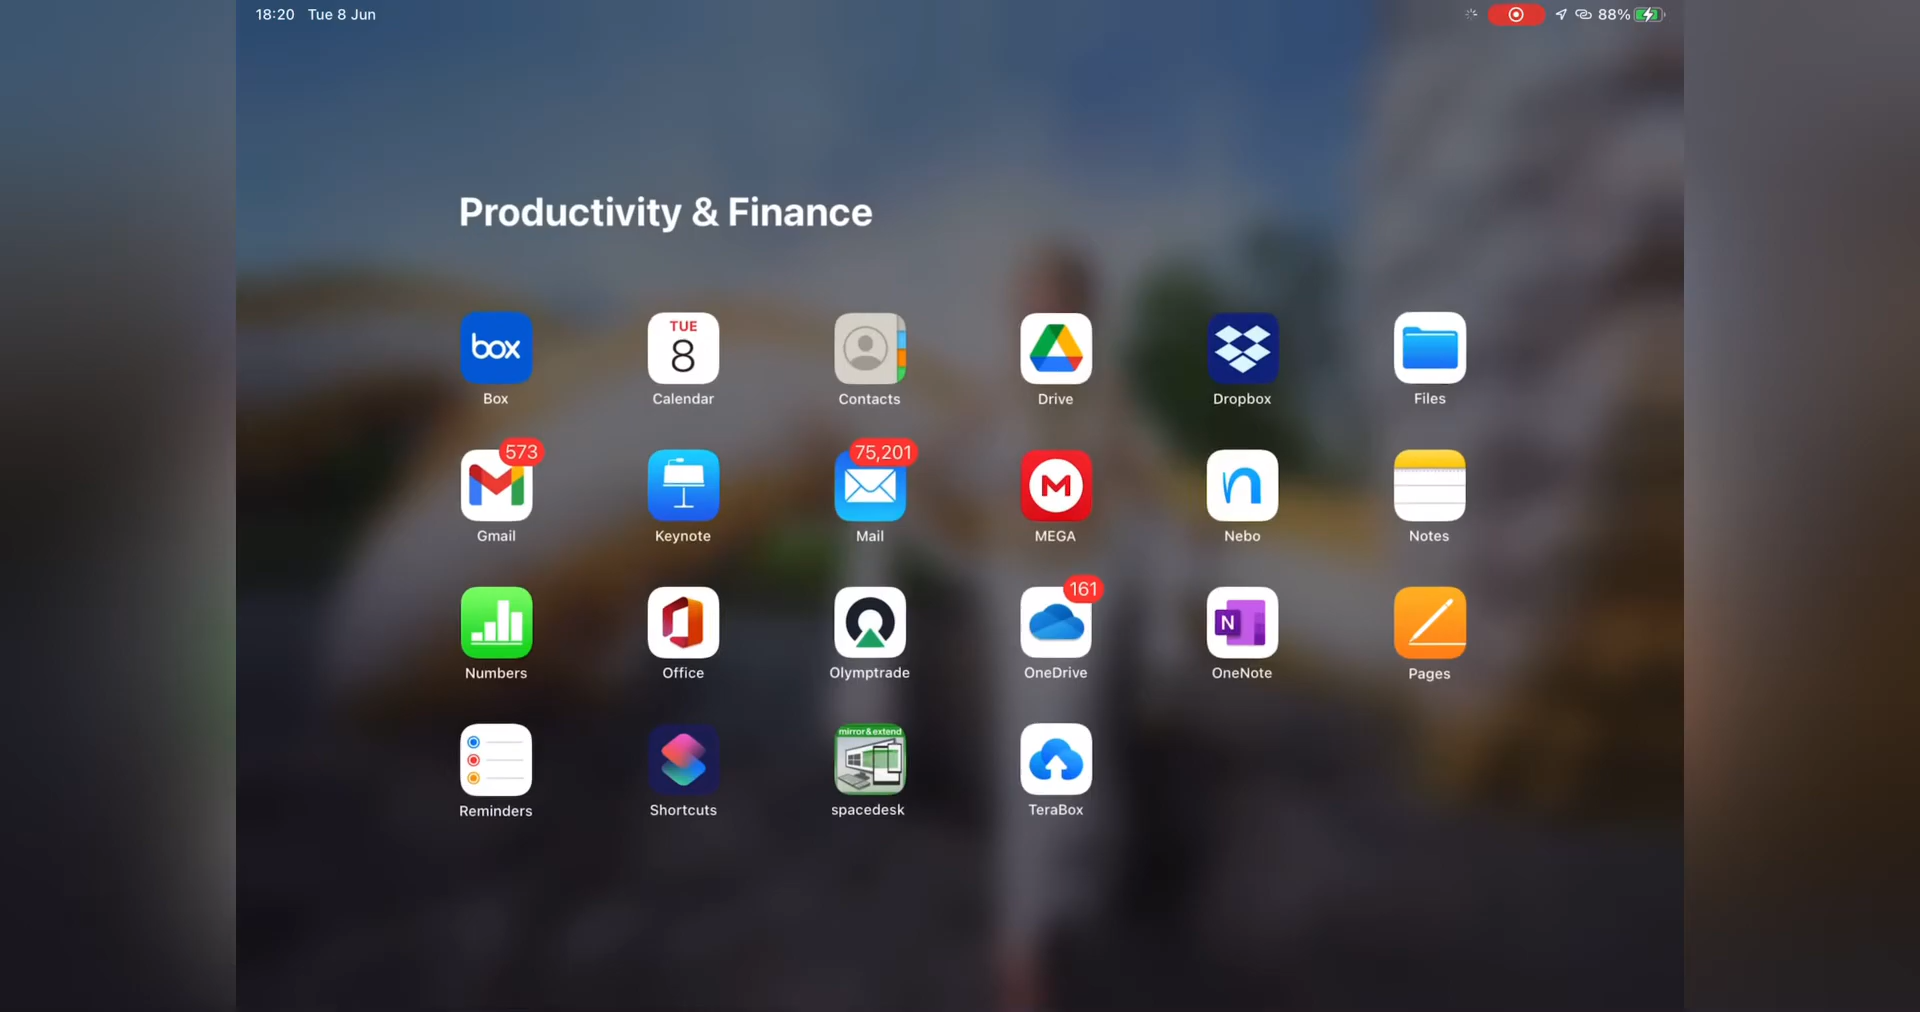 18:20 Tue 8 Jun 88%
Productivity & Finance
box TUE 8
Box Calendar Contacts Drive Dropbox Files
573 75,201
Gmail Keynote Mail MEGA Nebo Notes
161
N
Numbers Office Olymptrade OneDrive OneNote Pages
mirror & extend
Reminders Shortcuts spacedesk TeraBox